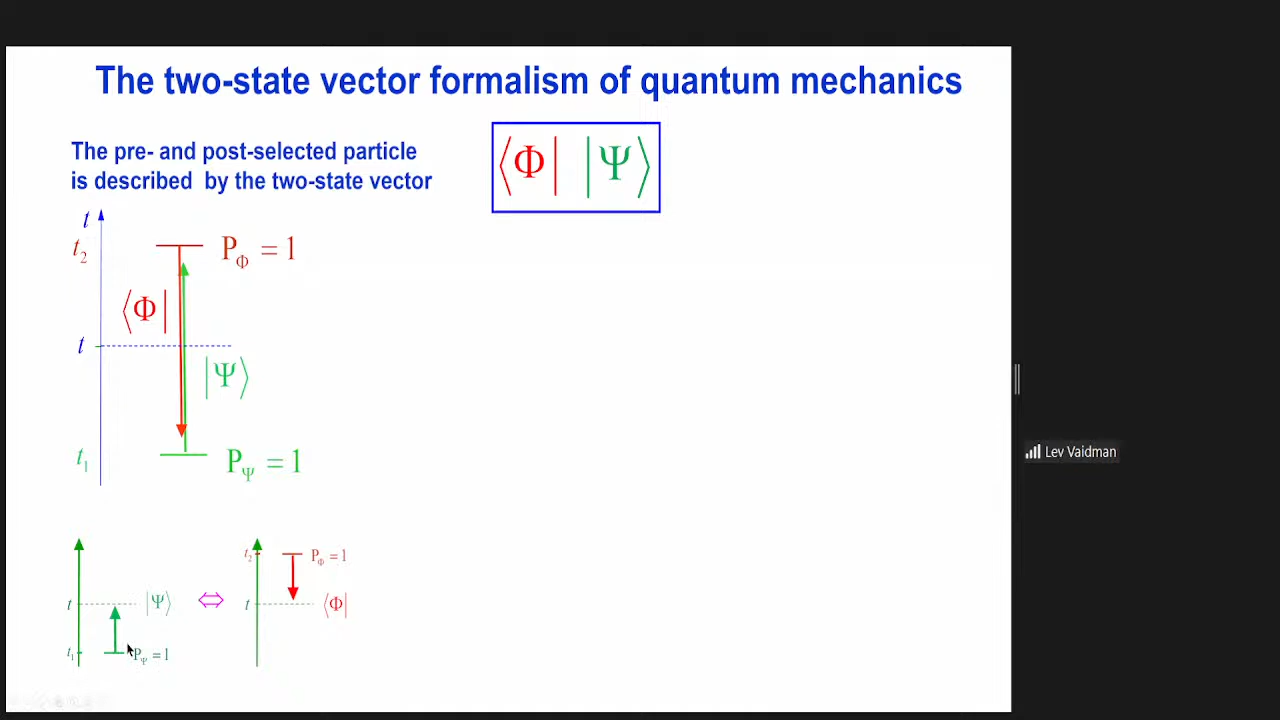 The two-state vector formalism of quantum mechanics
The pre- and post-selected particle
is described by the two-state vector
⟨Φ| |Ψ⟩
t
t₂
P_Φ = 1
⟨Φ|
t
|Ψ⟩
t₁
P_Ψ = 1
t₂
P_Φ = 1
t
|Ψ⟩
⇔
t
⟨Φ|
t₁
P_Ψ = 1
Lev Vaidman